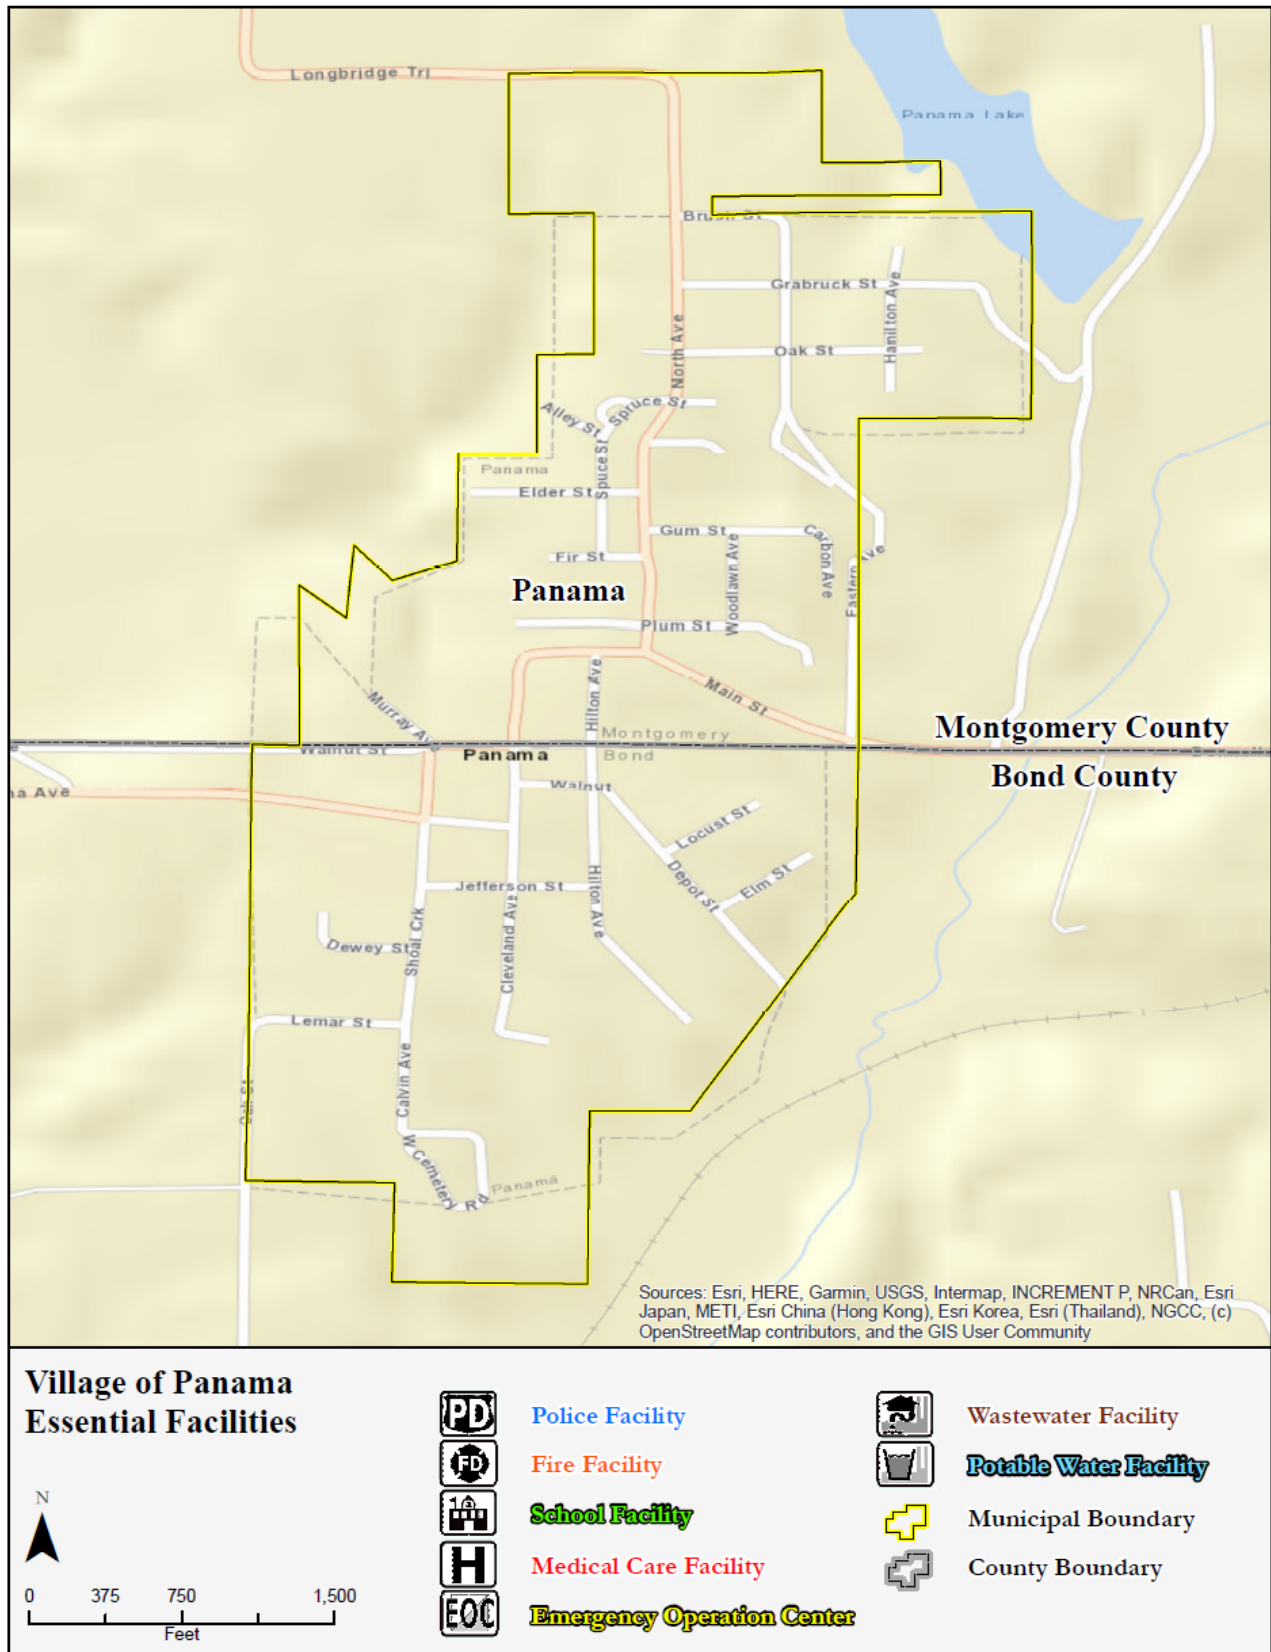 Longbridge Trl
Panama Lake
Brush St
Grabruck St
Hamilton Ave
North Ave
Oak St
Spruce St
Alley St
Spuce St
Panama
Elder St
Gum St
Carbon Ave
Woodlawn Ave
Fir St
Eastern Ave
Panama
Plum St
Hilton Ave
Main St
Murray Ave
Montgomery County
Montgomery
Walnut St
Panama
Bond
Bond County
na Ave
Walnut
Locust St
Depot St
Elm St
Jefferson St
Hilton Ave
Cleveland Ave
Shoal Crk
Dewey St
Lemar St
Calvin Ave
Oak St
W Cemetery Rd
Panama
Sources: Esri, HERE, Garmin, USGS, Intermap, INCREMENT P, NRCan, Esri
Japan, METI, Esri China (Hong Kong), Esri Korea, Esri (Thailand), NGCC, (c)
OpenStreetMap contributors, and the GIS User Community
Village of Panama
Essential Facilities
N
0 375 750 1,500
Feet
PD Police Facility
FD Fire Facility
School Facility
H Medical Care Facility
EOC Emergency Operation Center
Wastewater Facility
Potable Water Facility
Municipal Boundary
County Boundary